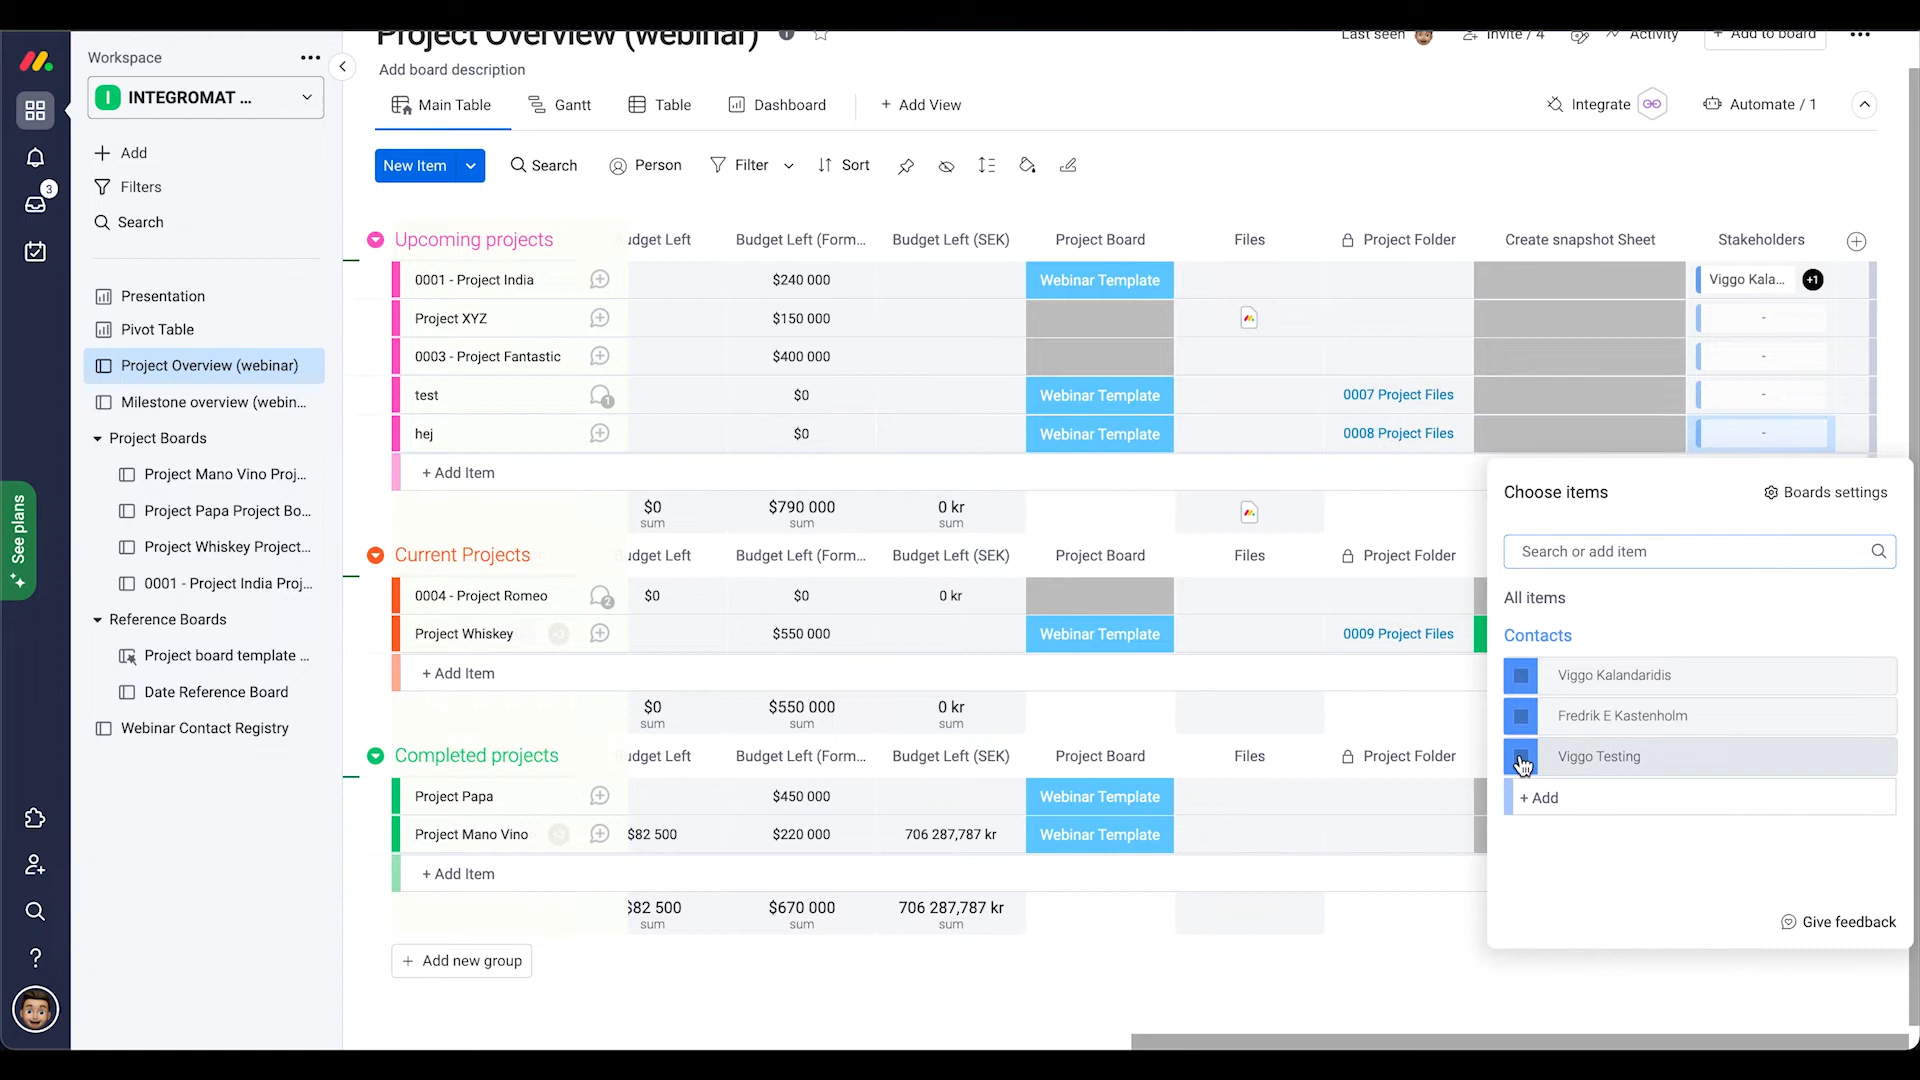 Project Overview (webinar)
Last seen
Invite / 4
Activity
+ Add to board
Workspace
INTEGROMAT ...
Add board description
Main Table
Gantt
Table
Dashboard
+ Add View
Integrate
Automate / 1
New Item
Search
Person
Filter
Sort
Add
Filters
Search
3
Presentation
Pivot Table
Project Overview (webinar)
Milestone overview (webin...
Project Boards
Project Mano Vino Proj...
Project Papa Project Bo...
Project Whiskey Project...
0001 - Project India Proj...
Reference Boards
Project board template ...
Date Reference Board
Webinar Contact Registry
See plans
Upcoming projects
udget Left
Budget Left (Form...
Budget Left (SEK)
Project Board
Files
Project Folder
Create snapshot Sheet
Stakeholders
0001 - Project India
$240 000
Webinar Template
Viggo Kala...
+1
Project XYZ
$150 000
-
0003 - Project Fantastic
$400 000
-
test
1
$0
Webinar Template
0007 Project Files
-
hej
$0
Webinar Template
0008 Project Files
-
+ Add Item
$0
sum
$790 000
sum
0 kr
sum
Current Projects
udget Left
Budget Left (Form...
Budget Left (SEK)
Project Board
Files
Project Folder
0004 - Project Romeo
2
$0
$0
0 kr
Project Whiskey
$550 000
Webinar Template
0009 Project Files
+ Add Item
$0
sum
$550 000
sum
0 kr
sum
Completed projects
udget Left
Budget Left (Form...
Budget Left (SEK)
Project Board
Files
Project Folder
Project Papa
$450 000
Webinar Template
Project Mano Vino
$82 500
$220 000
706 287,787 kr
Webinar Template
+ Add Item
$82 500
sum
$670 000
sum
706 287,787 kr
sum
+ Add new group
Choose items
Boards settings
Search or add item
All items
Contacts
Viggo Kalandaridis
Fredrik E Kastenholm
Viggo Testing
+ Add
Give feedback